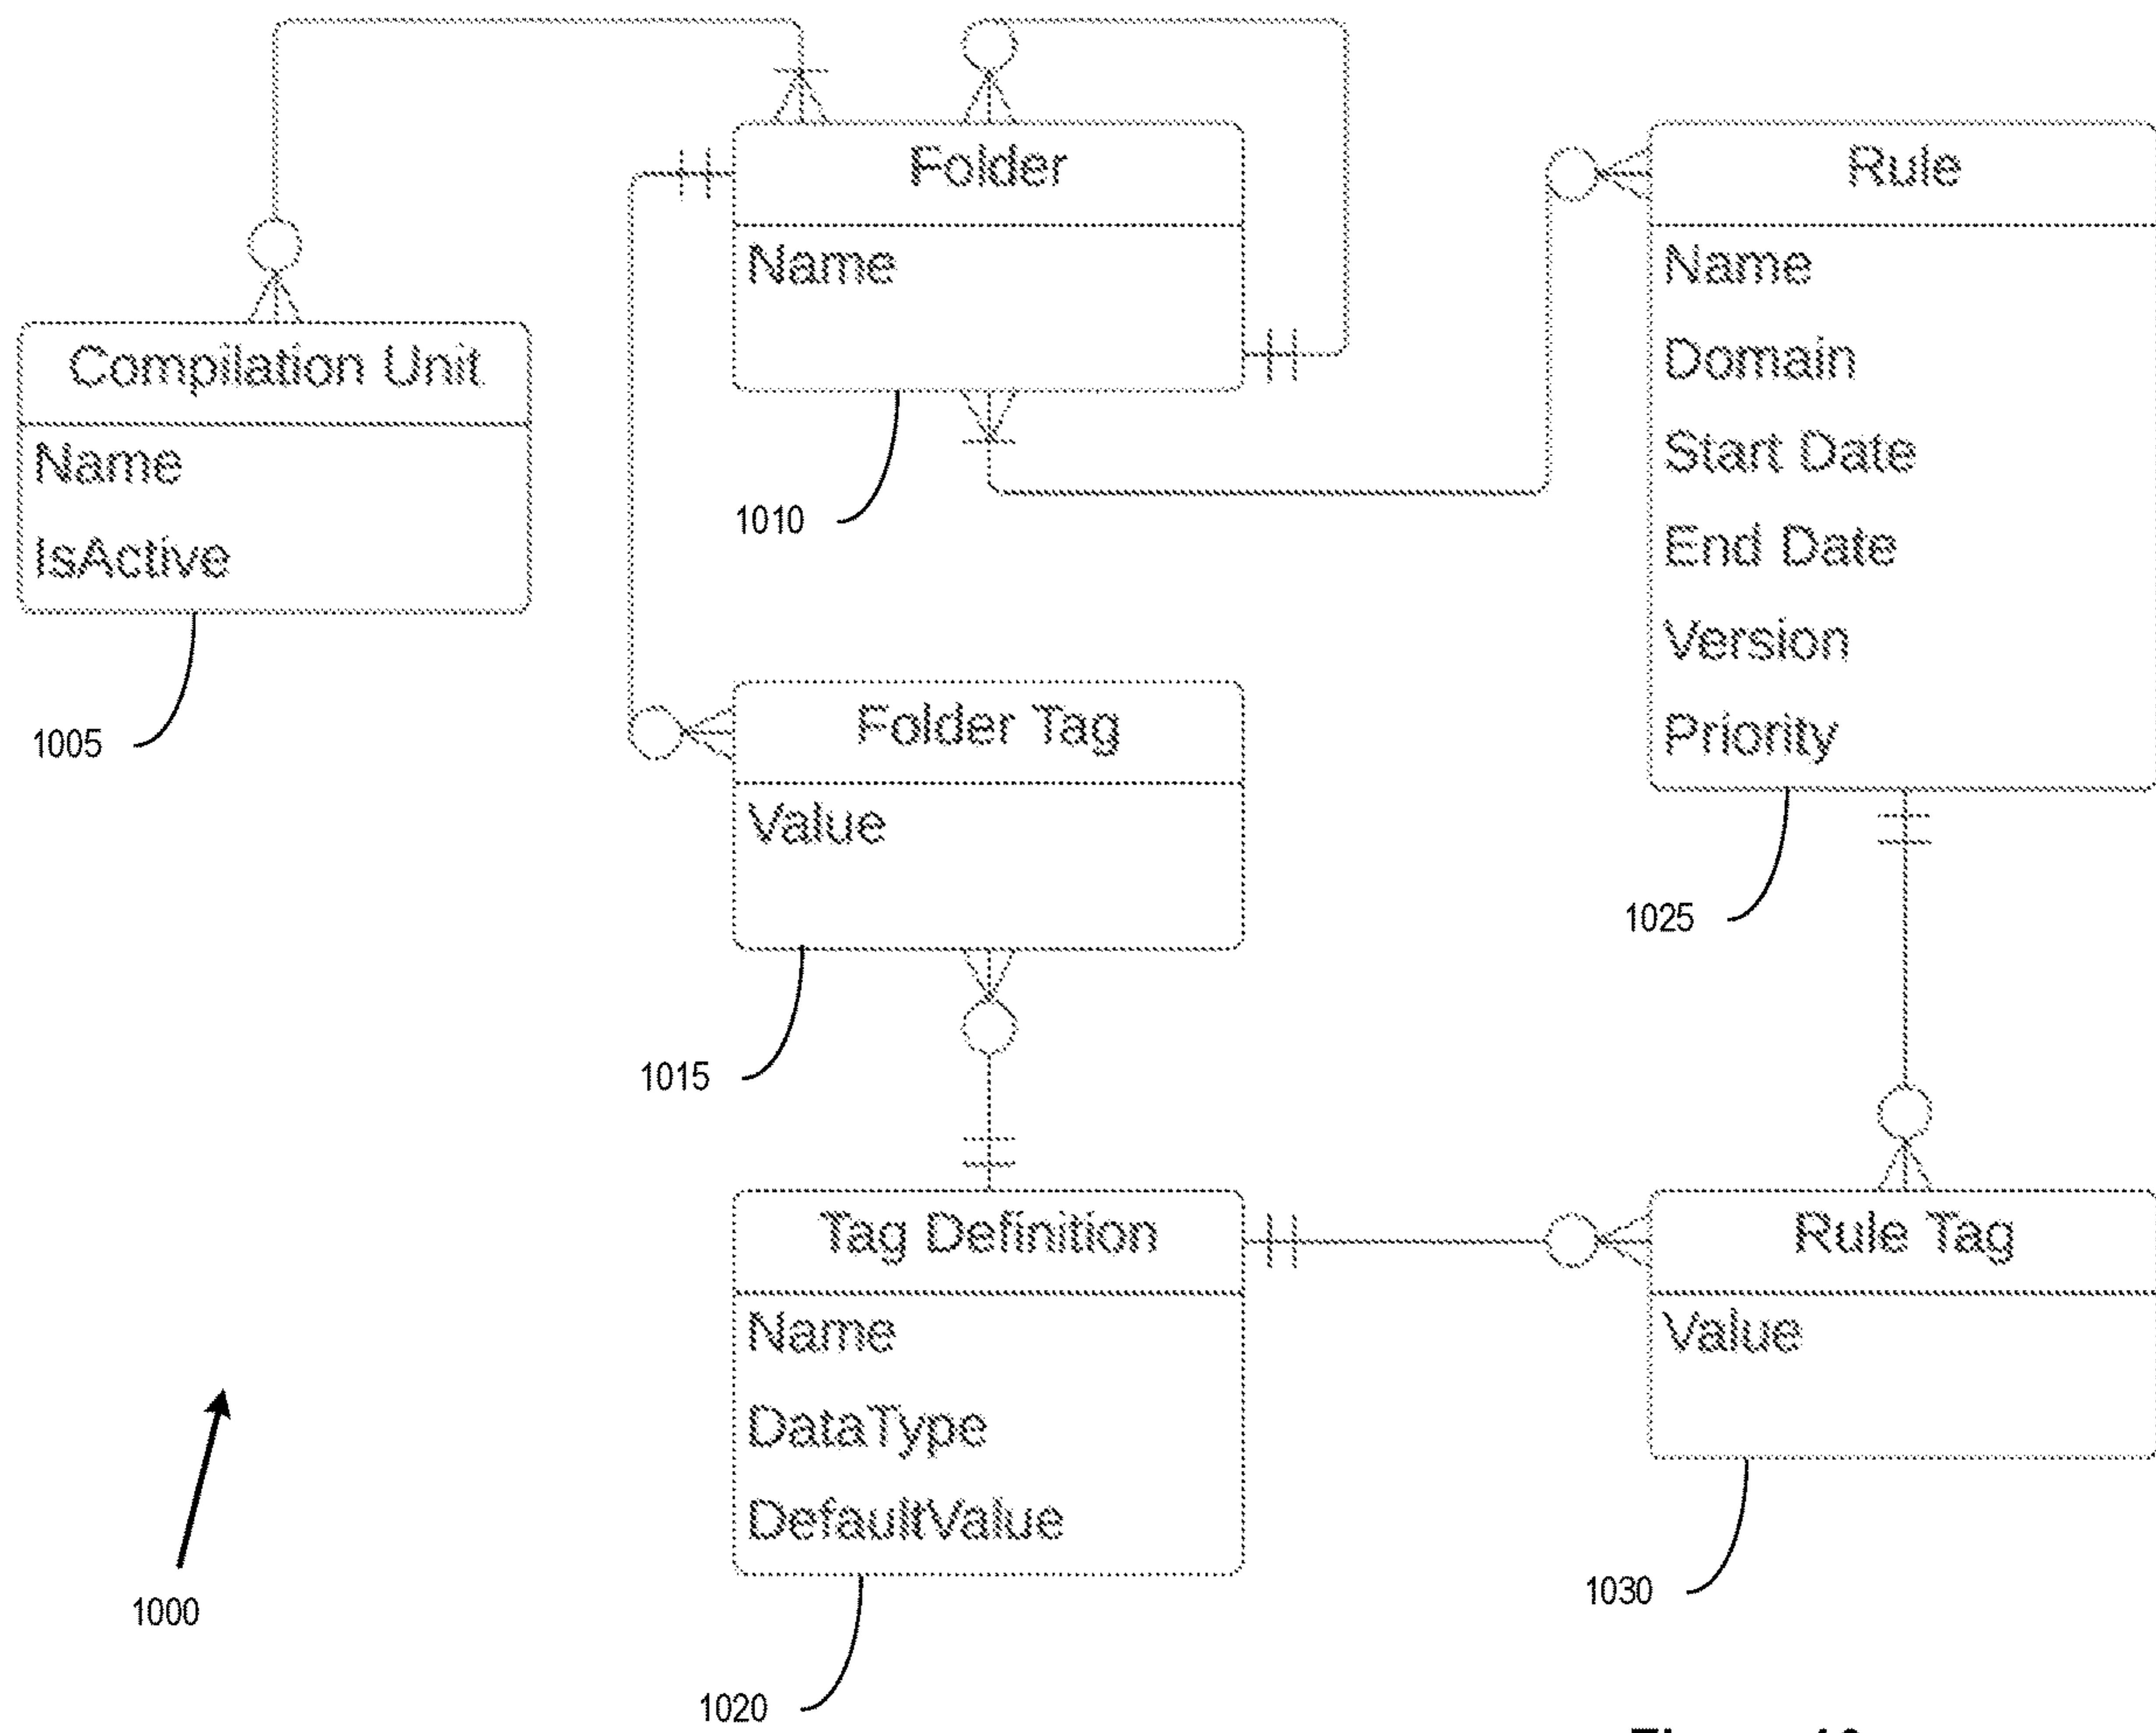 Folder
Name
1010
Rule
Name
Domain
Start Date
End Date
Version
Priority
1025
Compilation Unit
Name
IsActive
1005
Folder Tag
Value
1015
Tag Definition
Name
DataType
DefaultValue
1020
Rule Tag
Value
1030
1000